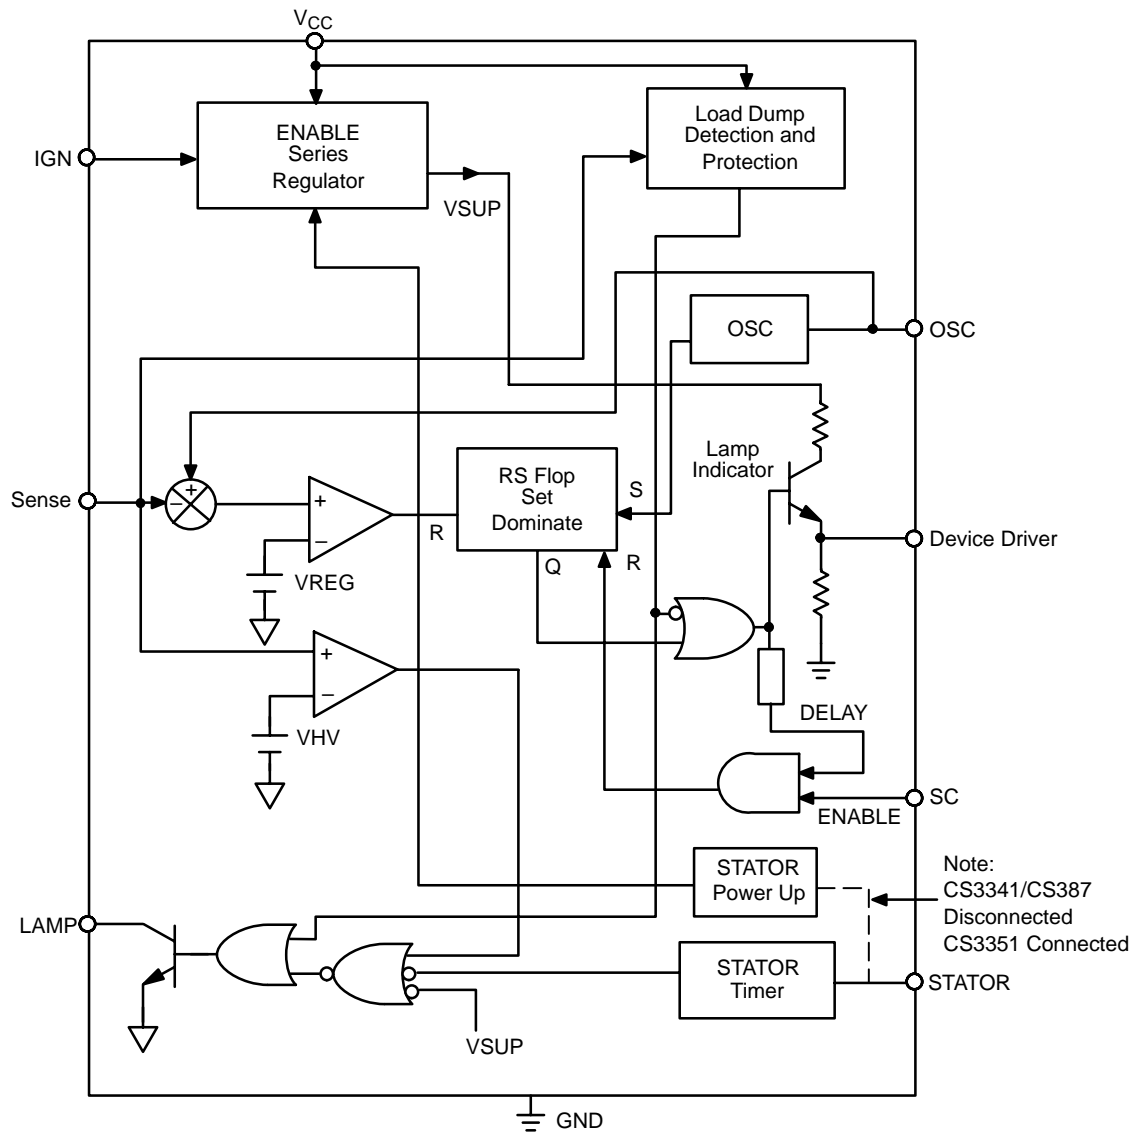 VCC
ENABLE
Series
Regulator
Load Dump
Detection and
Protection
IGN
VSUP
OSC
OSC
Lamp
Indicator
Sense
+
−
+
−
VREG
R
RS Flop
Set
Dominate
S
Q
R
Device Driver
+
−
VHV
DELAY
SC
ENABLE
STATOR
Power Up
Note:
CS3341/CS387
Disconnected
CS3351 Connected
LAMP
STATOR
Timer
STATOR
VSUP
GND